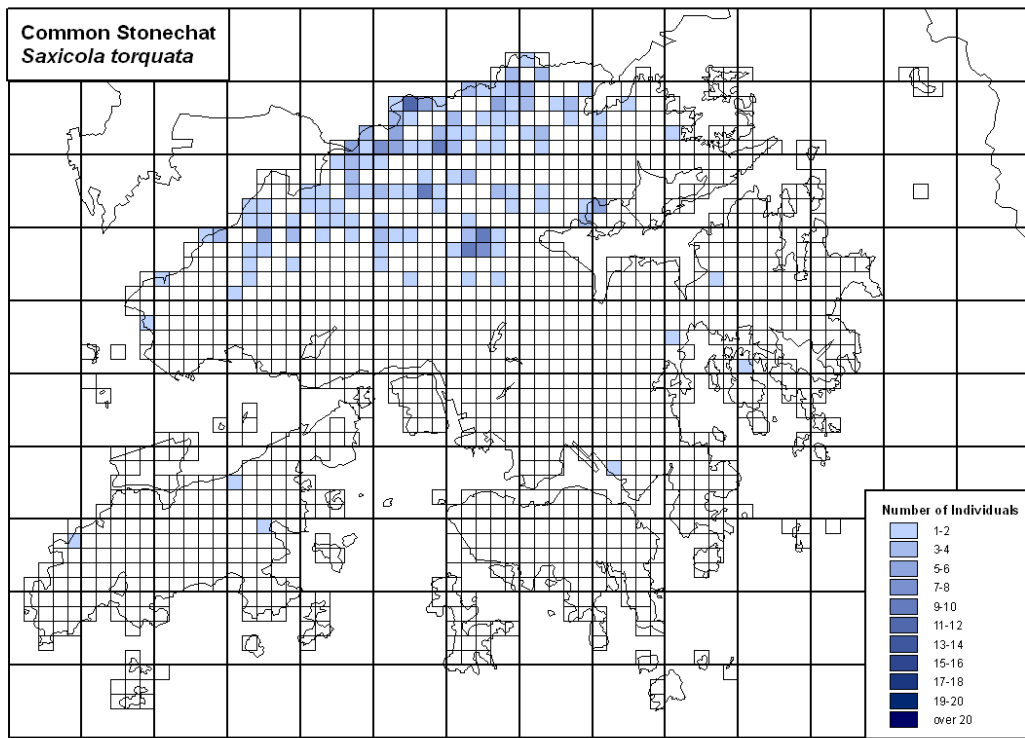 Common Stonechat
Saxicola torquata
Number of Individuals
1-2
3-4
5-6
7-8
9-10
11-12
13-14
15-16
17-18
19-20
over 20